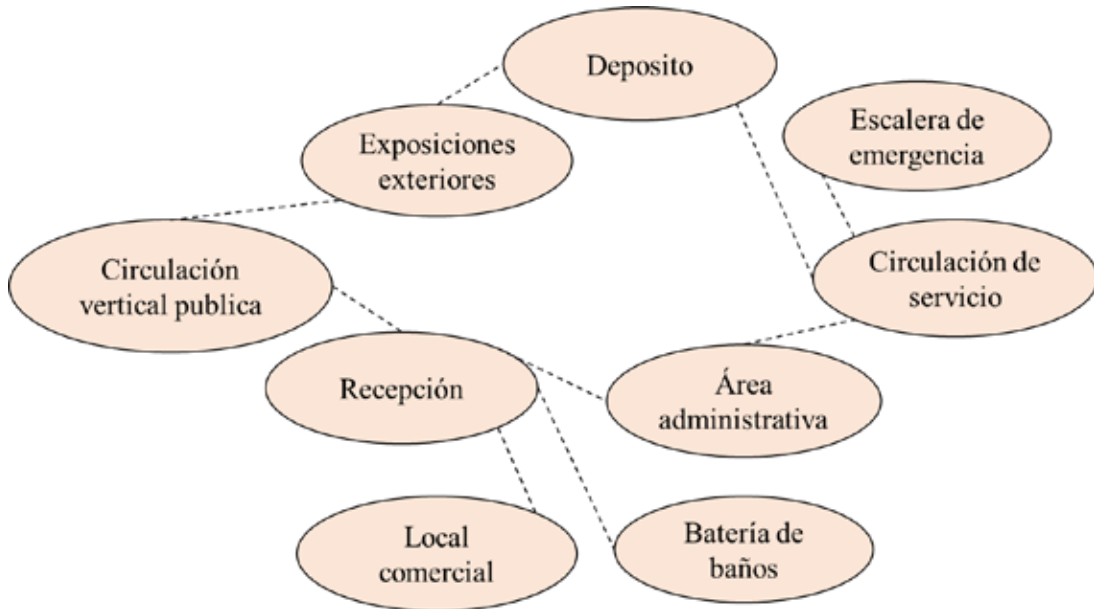 Deposito
Escalera de
emergencia
Exposiciones
exteriores
Circulación
vertical publica
Circulación de
servicio
Recepción
Área
administrativa
Local
comercial
Batería de
baños